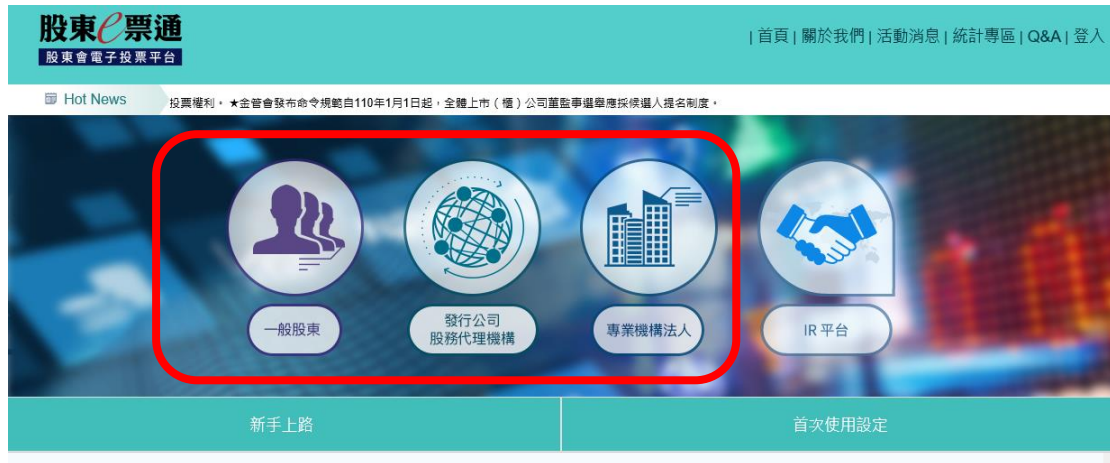 股東e票通
股東會電子投票平台
| 首頁 | 關於我們 | 活動消息 | 統計專區 | Q&A | 登入
Hot News
投票權利。 ★金管會發布命令規範自110年1月1日起，全體上市（櫃）公司董監事選舉應採候選人提名制度。
一般股東
發行公司
股務代理機構
專業機構法人
IR 平台
新手上路
首次使用設定